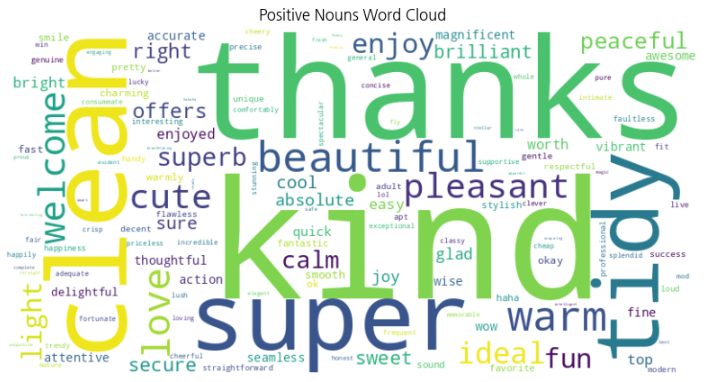 Positive Nouns Word Cloud
thanks
kind
super
clean
tidy
beautiful
pleasant
warm
ideal
cute
love
welcome
superb
enjoy
brilliant
peaceful
magnificent
awesome
right
offers
accurate
smile
genuine
win
pretty
bright
charming
consummate
interesting
enjoyed
fast
warmly
handy
lucky
cheery
precise
unique
comfortably
general
concise
whole
pure
intimate
faultless
worth
vibrant
fit
gentle
respectful
supportive
spectacular
stunning
cool
absolute
adult
lol
easy
apt
clever
stylish
exceptional
classy
cheap
live
professional
splendid
success
mod
loud
fine
top
modern
okay
glad
wise
quick
fantastic
calm
smooth
ok
joy
haha
wow
fun
favorite
memorable
sound
sweet
frequent
honest
seamless
straightforward
secure
cheerful
loving
elegant
lush
action
thoughtful
incredible
sure
flawless
decent
crisp
priceless
fair
happily
happiness
adequate
complete
delightful
fortunate
light
trendy
attentive
mature
proud
evident
engaging
fresh
fly
safe
magic